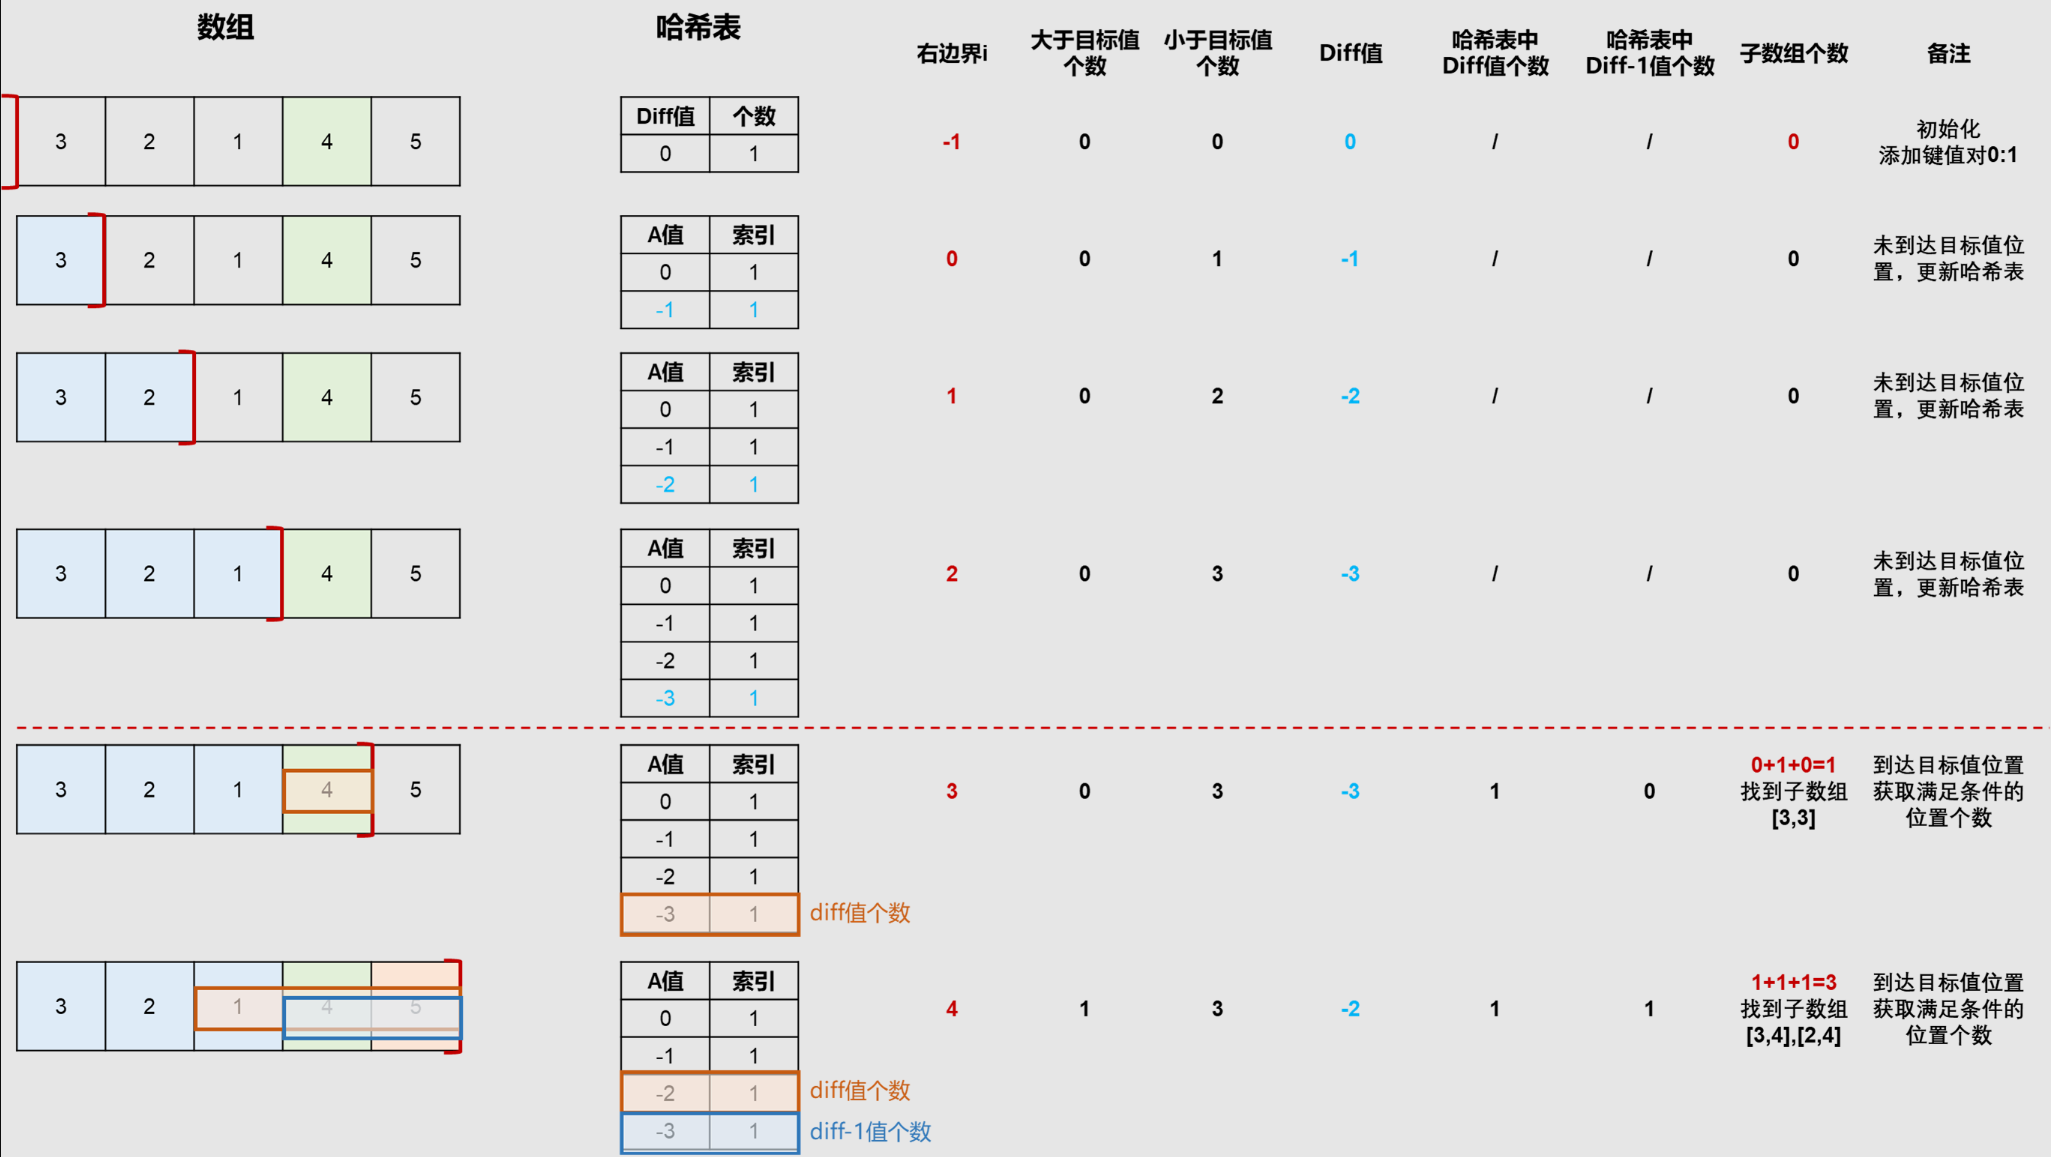 数组
哈希表
右边界i
大于目标值
个数
小于目标值
个数
Diff值
哈希表中
Diff值个数
哈希表中
Diff-1值个数
子数组个数
备注
3 2 1 4 5
Diff值 个数
0 1
-1 0 0 0 / / 0
初始化
添加键值对0:1
3 2 1 4 5
A值 索引
0 1
-1 1
0 0 1 -1 / / 0
未到达目标值位
置，更新哈希表
3 2 1 4 5
A值 索引
0 1
-1 1
-2 1
1 0 2 -2 / / 0
未到达目标值位
置，更新哈希表
3 2 1 4 5
A值 索引
0 1
-1 1
-2 1
-3 1
2 0 3 -3 / / 0
未到达目标值位
置，更新哈希表
3 2 1 4 5
A值 索引
0 1
-1 1
-2 1
-3 1
diff值个数
3 0 3 -3 1 0
0+1+0=1
找到子数组
[3,3]
到达目标值位置
获取满足条件的
位置个数
3 2 1 4 5
A值 索引
0 1
-1 1
-2 1
diff值个数
-3 1
diff-1值个数
4 1 3 -2 1 1
1+1+1=3
找到子数组
[3,4],[2,4]
到达目标值位置
获取满足条件的
位置个数